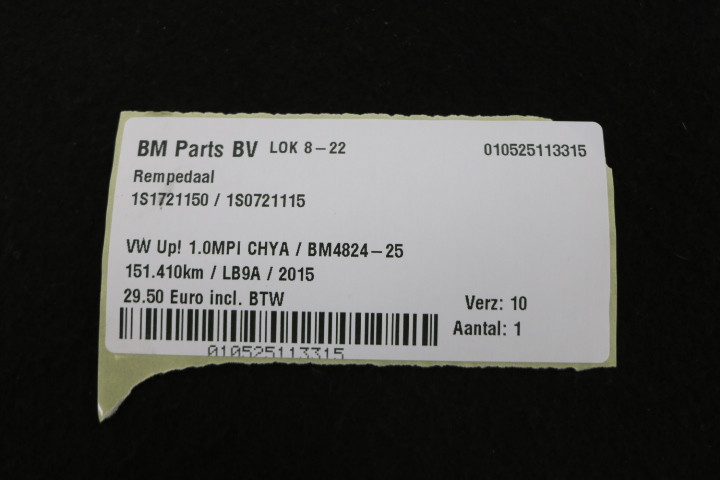 BM Parts BV LOK 8-22 010525113315
Rempedaal
1S1721150 / 1S0721115
VW Up! 1.0MPI CHYA / BM4824-25
151.410km / LB9A / 2015
29.50 Euro incl. BTW Verz: 10
Aantal: 1
010525113315